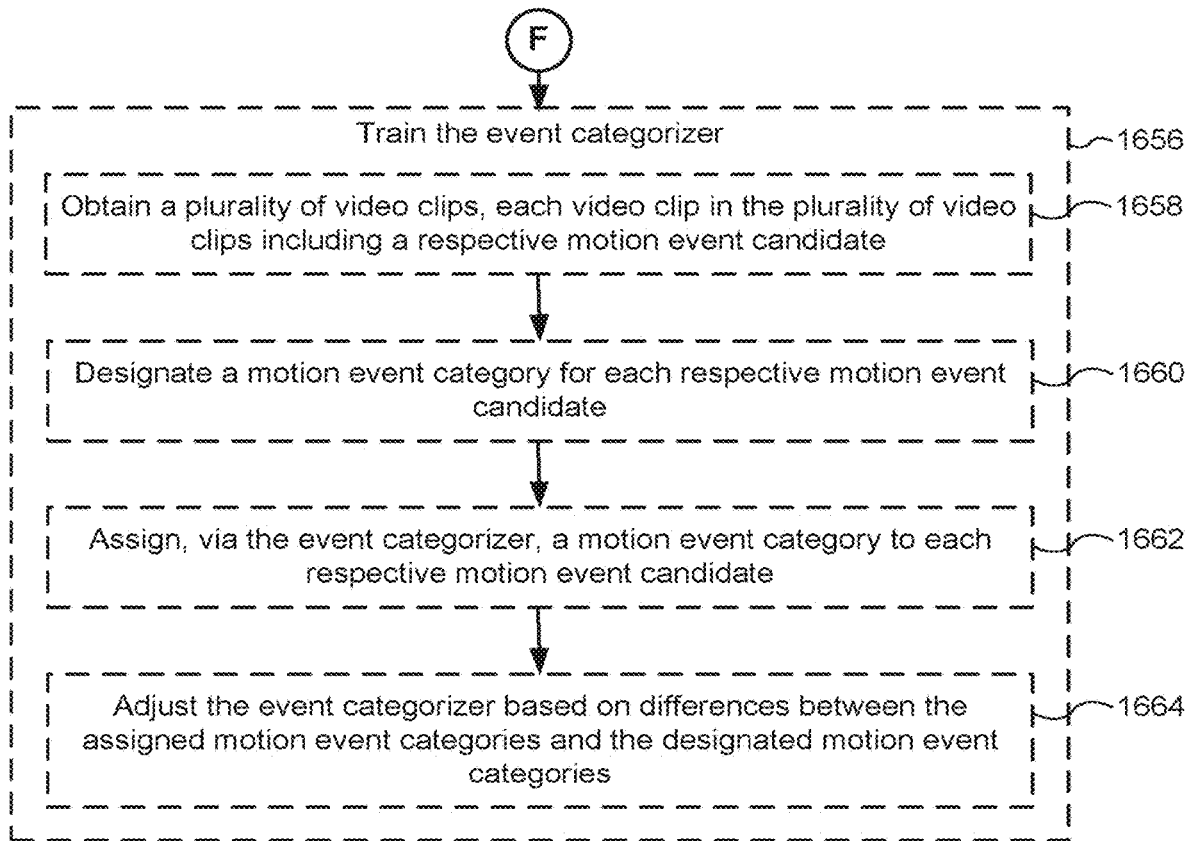 F
Train the event categorizer
1656
Obtain a plurality of video clips, each video clip in the plurality of video
clips including a respective motion event candidate
1658
Designate a motion event category for each respective motion event
candidate
1660
Assign, via the event categorizer, a motion event category to each
respective motion event candidate
1662
Adjust the event categorizer based on differences between the
assigned motion event categories and the designated motion event
categories
1664